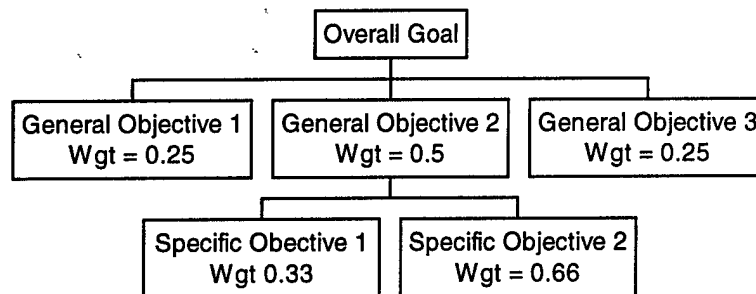 Overall Goal
General Objective 1
Wgt = 0.25
General Objective 2
Wgt = 0.5
General Objective 3
Wgt = 0.25
Specific Obective 1
Wgt 0.33
Specific Objective 2
Wgt = 0.66